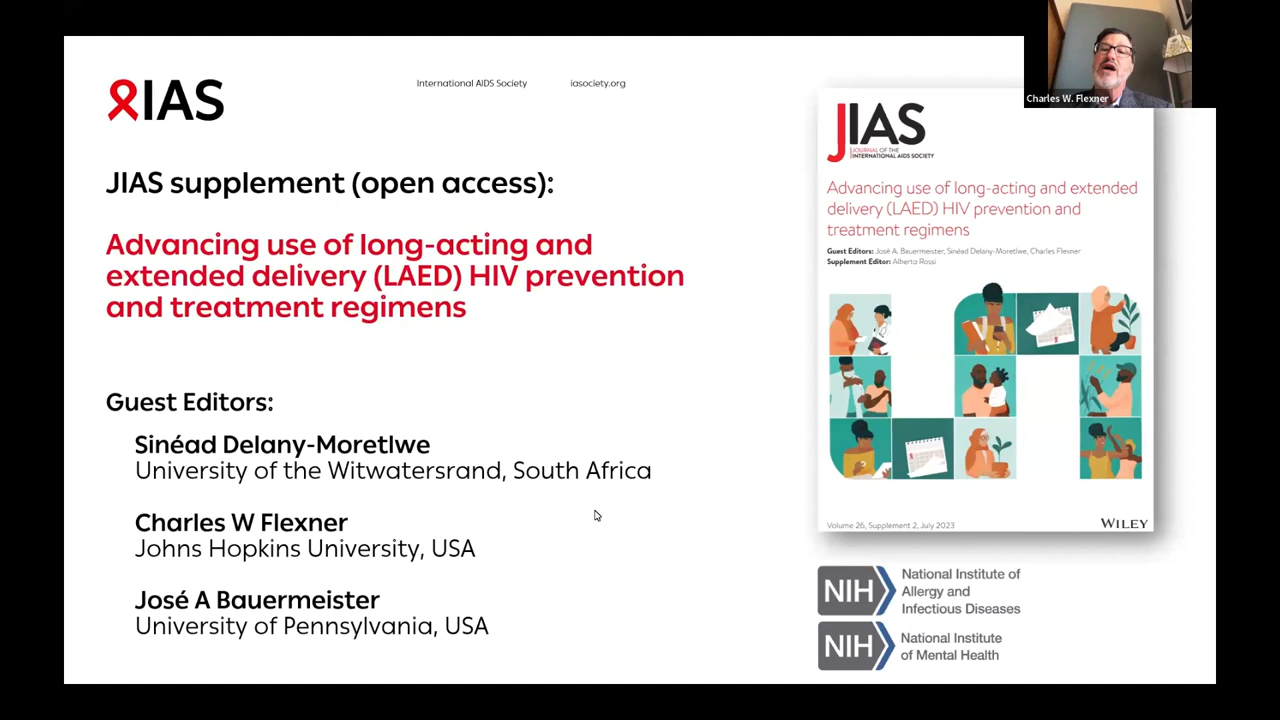 IAS
International AIDS Society
iasociety.org
JIAS supplement (open access):
Advancing use of long-acting and
extended delivery (LAED) HIV prevention
and treatment regimens
Guest Editors:
Sinéad Delany-Moretlwe
University of the Witwatersrand, South Africa
Charles W Flexner
Johns Hopkins University, USA
José A Bauermeister
University of Pennsylvania, USA
Charles W. Flexner
JIAS
JOURNAL OF THE
INTERNATIONAL AIDS SOCIETY
Advancing use of long-acting and extended
delivery (LAED) HIV prevention and
treatment regimens
Guest Editors: José A. Bauermeister, Sinéad Delany-Moretlwe, Charles Flexner
Supplement Editor: Alberto Rossi
Volume 26, Supplement 2, July 2023
WILEY
NIH
National Institute of
Allergy and
Infectious Diseases
NIH
National Institute
of Mental Health